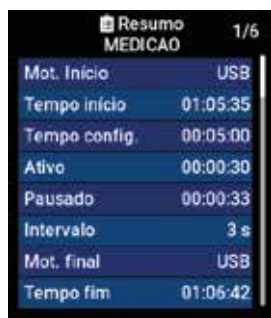 Resumo 1/6
MEDICAO
Mot. Início USB
Tempo início 01:05:35
Tempo config. 00:05:00
Ativo 00:00:30
Pausado 00:00:33
Intervalo 3 s
Mot. final USB
Tempo fim 01:06:42